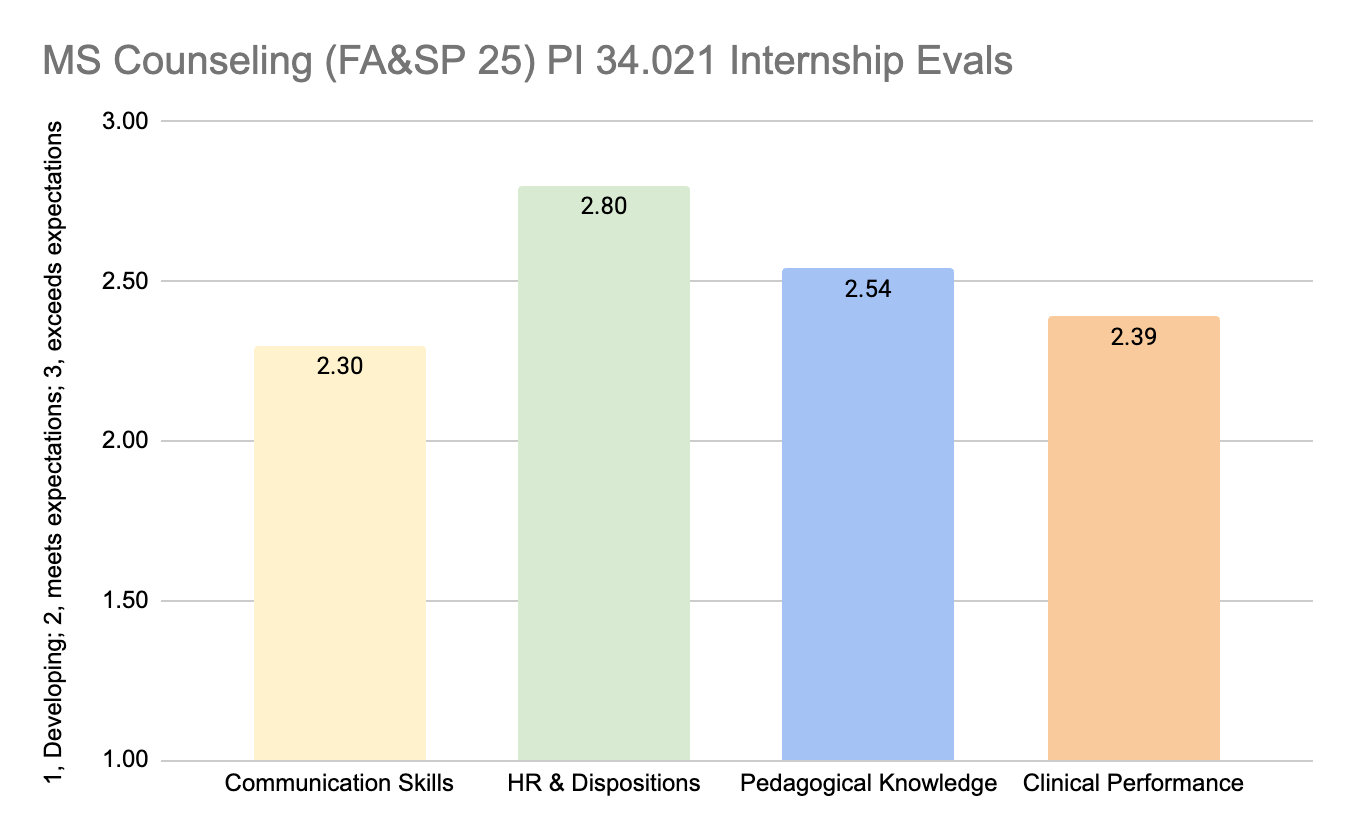 MS Counseling (FA&SP 25) PI 34.021 Internship Evals
1, Developing; 2, meets expectations; 3, exceeds expectations
3.00
2.50
2.00
1.50
1.00
2.30
2.80
2.54
2.39
Communication Skills
HR & Dispositions
Pedagogical Knowledge
Clinical Performance